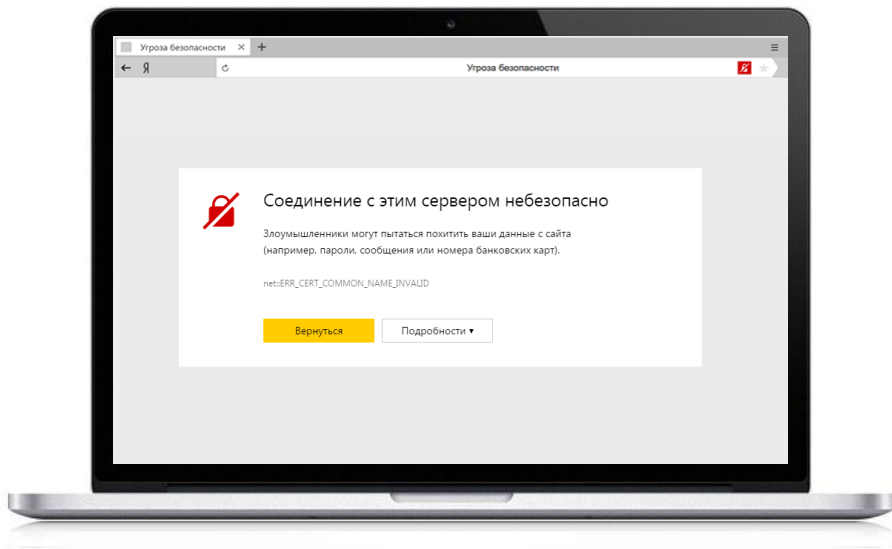 Угроза безопасности
Я
Угроза безопасности
Соединение с этим сервером небезопасно
Злоумышленники могут пытаться похитить ваши данные с сайта
(например, пароли, сообщения или номера банковских карт).
net::ERR_CERT_COMMON_NAME_INVALID
Вернуться
Подробности